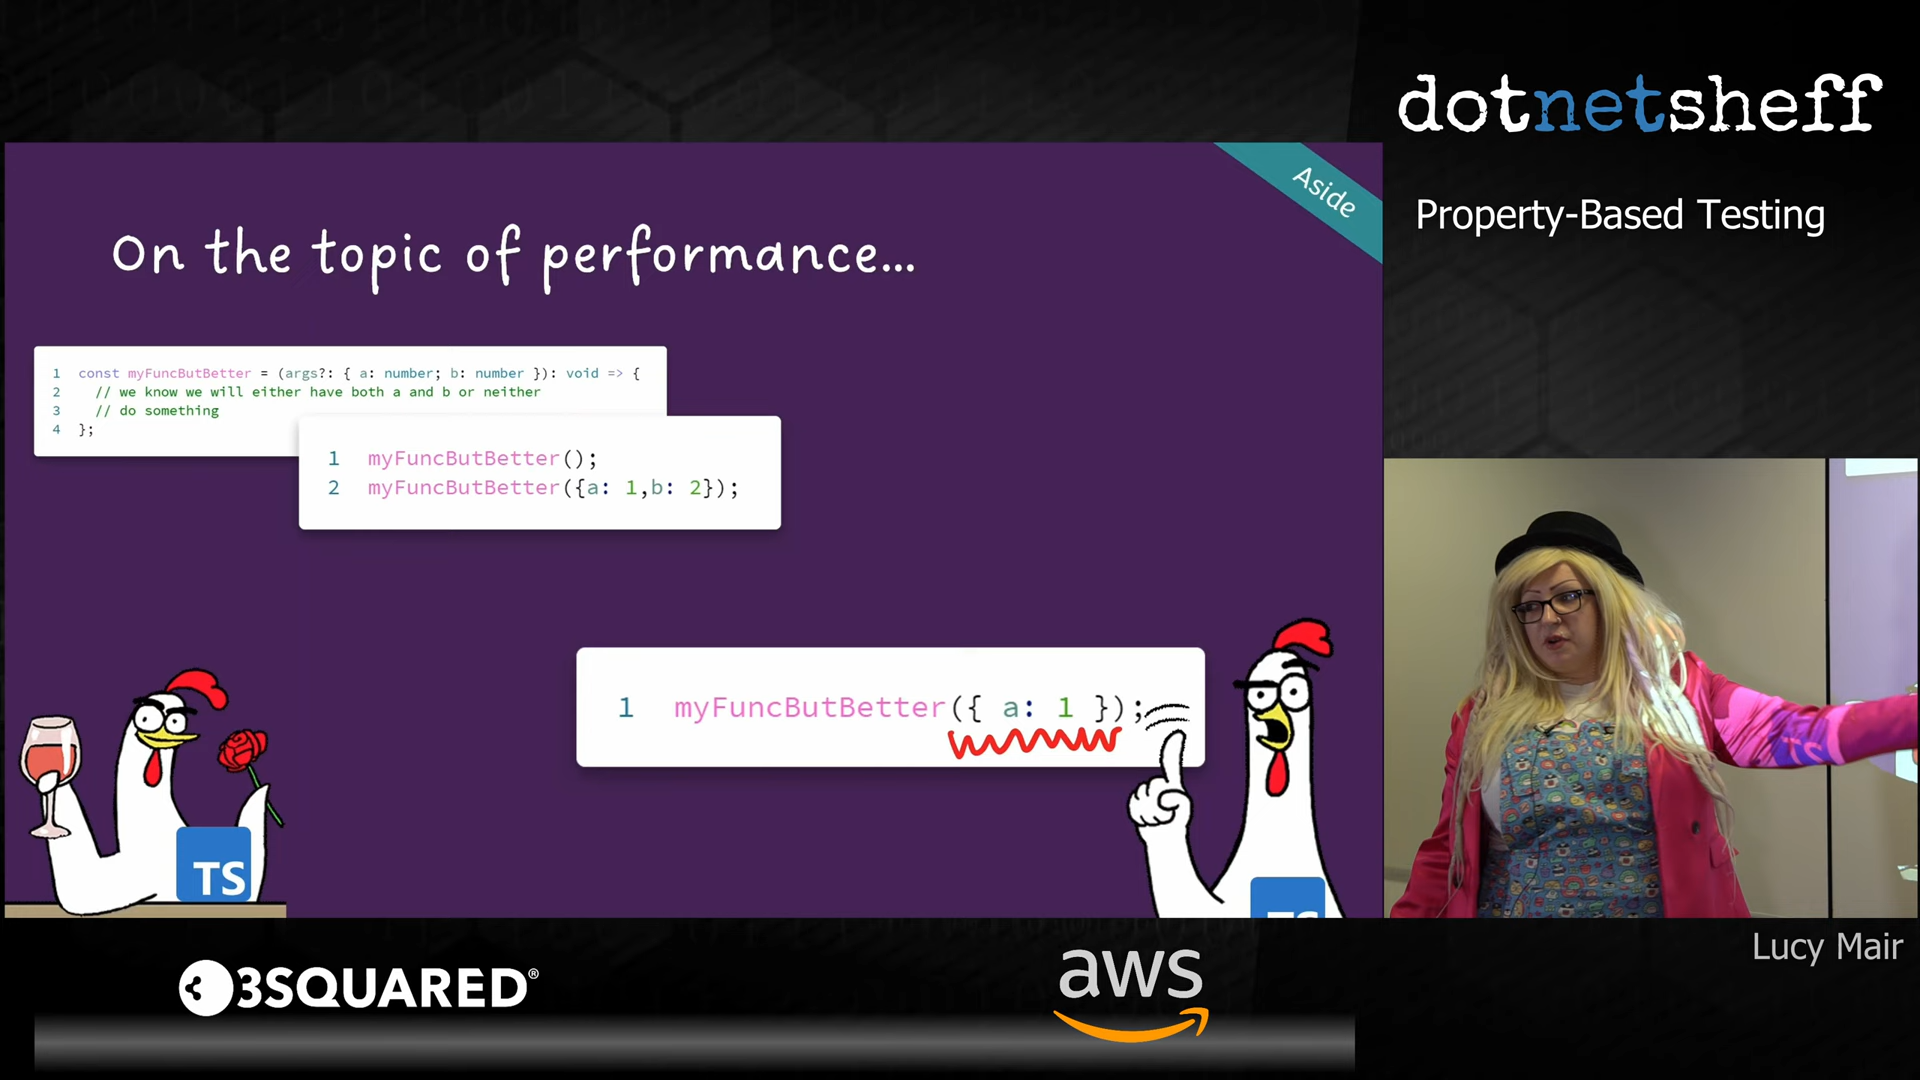 dotnetsheff
Property-Based Testing
Aside
On the topic of performance...
1 const myFuncButBetter = (args?: { a: number; b: number }): void => {
2 // we know we will either have both a and b or neither
3 // do something
4 };
1 myFuncButBetter();
2 myFuncButBetter({a: 1,b: 2});
1 myFuncButBetter({ a: 1 });
TS
TS
Lucy Mair
3SQUARED®
aws